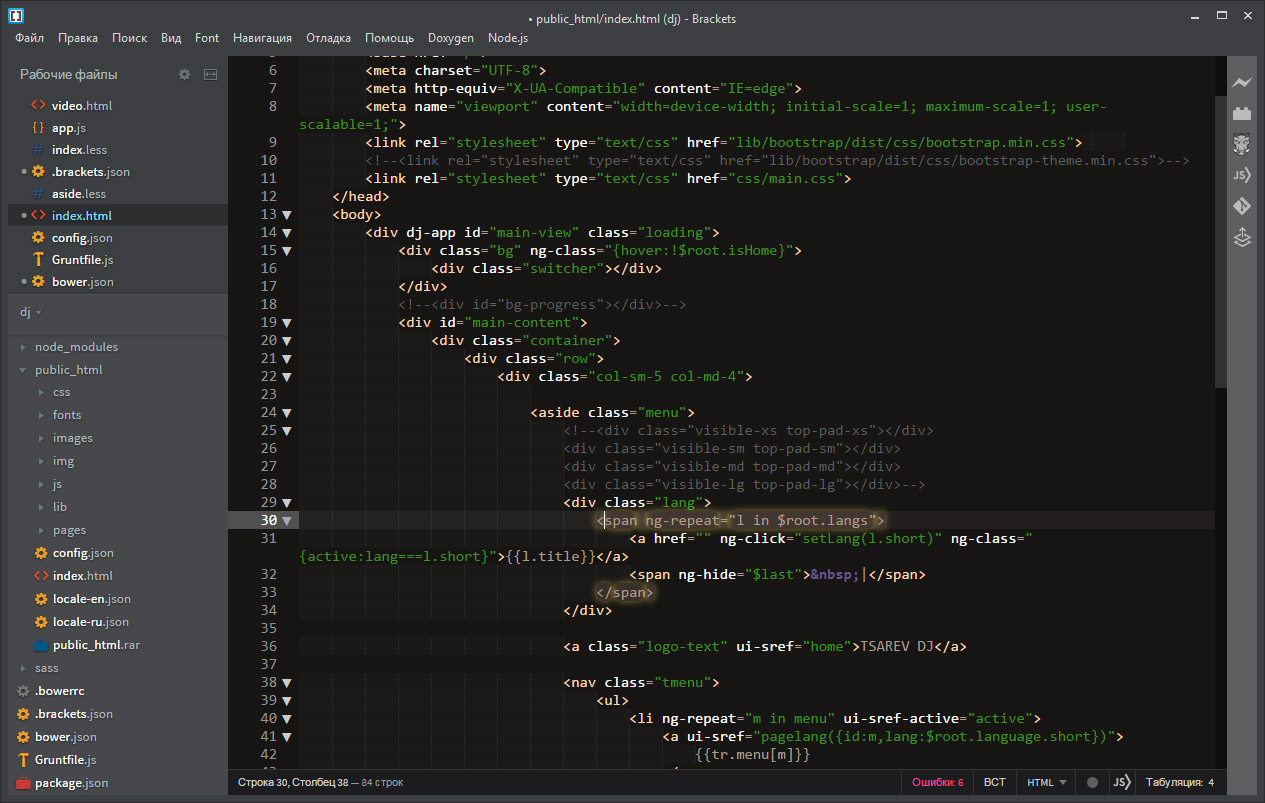 • public_html/index.html (dj) - Brackets
Файл Правка Поиск Вид Font Навигация Отладка Помощь Doxygen Node.js
Рабочие файлы
<> video.html
{} app.js
# index.less
• .brackets.json
# aside.less
• <> index.html
config.json
Gruntfile.js
• bower.json
dj
node_modules
public_html
css
fonts
images
img
js
lib
pages
config.json
<> index.html
locale-en.json
locale-ru.json
public_html.rar
sass
.bowerrc
.brackets.json
bower.json
Gruntfile.js
package.json
6 <meta charset="UTF-8">
7 <meta http-equiv="X-UA-Compatible" content="IE=edge">
8 <meta name="viewport" content="width=device-width; initial-scale=1; maximum-scale=1; user-
scalable=1;">
9 <link rel="stylesheet" type="text/css" href="lib/bootstrap/dist/css/bootstrap.min.css">
10 <!--<link rel="stylesheet" type="text/css" href="lib/bootstrap/dist/css/bootstrap-theme.min.css">-->
11 <link rel="stylesheet" type="text/css" href="css/main.css">
12 </head>
13 <body>
14 <div dj-app id="main-view" class="loading">
15 <div class="bg" ng-class="{hover:!$root.isHome}">
16 <div class="switcher"></div>
17 </div>
18 <!--<div id="bg-progress"></div>-->
19 <div id="main-content">
20 <div class="container">
21 <div class="row">
22 <div class="col-sm-5 col-md-4">
23
24 <aside class="menu">
25 <!--<div class="visible-xs top-pad-xs"></div>
26 <div class="visible-sm top-pad-sm"></div>
27 <div class="visible-md top-pad-md"></div>
28 <div class="visible-lg top-pad-lg"></div>-->
29 <div class="lang">
30 <span ng-repeat="l in $root.langs">
31 <a href="" ng-click="setLang(l.short)" ng-class="
{active:lang===l.short}">{{l.title}}</a>
32 <span ng-hide="$last">&nbsp;|</span>
33 </span>
34 </div>
35
36 <a class="logo-text" ui-sref="home">TSAREV DJ</a>
37
38 <nav class="tmenu">
39 <ul>
40 <li ng-repeat="m in menu" ui-sref-active="active">
41 <a ui-sref="pagelang({id:m,lang:$root.language.short})">
42 {{tr.menu[m]}}
JS)
Строка 30, Столбец 38 — 84 строк
Ошибки: 6 ВСТ HTML JS) Табуляция: 4